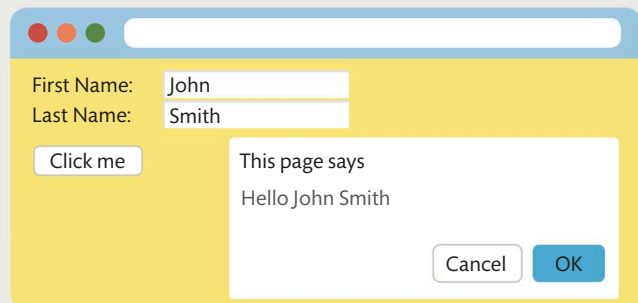 First Name: John
Last Name: Smith
Click me
This page says
Hello John Smith
Cancel OK